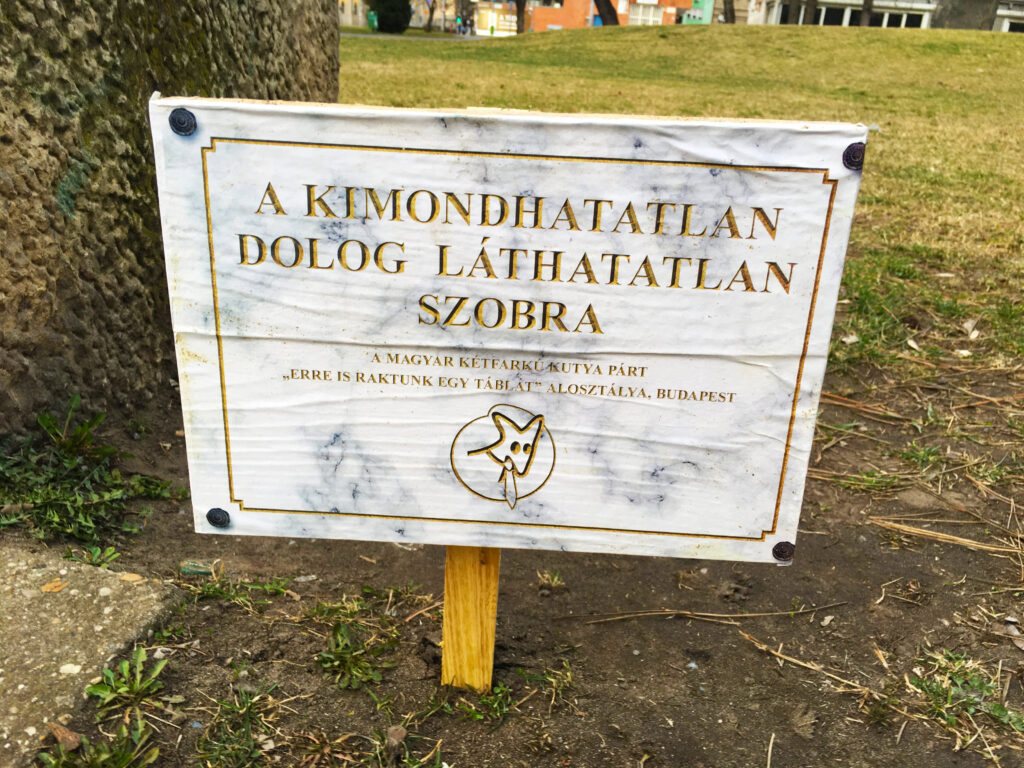 A KIMONDHATATLAN
DOLOG LÁTHATATLAN
SZOBRA
A MAGYAR KÉTFARKÚ KUTYA PÁRT
„ERRE IS RAKTUNK EGY TÁBLÁT” ALOSZTÁLYA, BUDAPEST